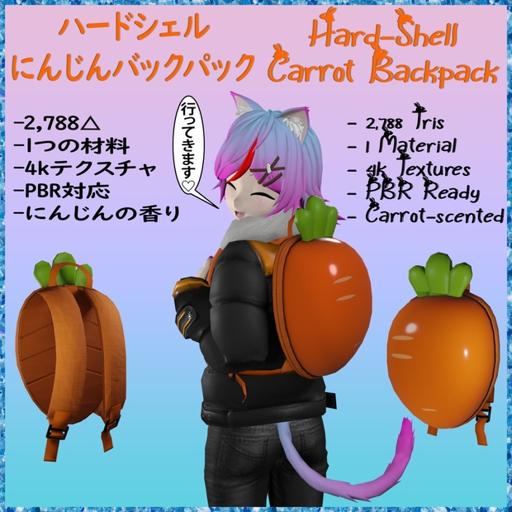 ハードシェル
にんじんバックパック
Hard-Shell
Carrot Backpack
-2,788△
-1つの材料
-4kテクスチャ
-PBR対応
-にんじんの香り
行ってきます♡
- 2,788 Tris
- 1 Material
- 4k Textures
- PBR Ready
- Carrot-scented